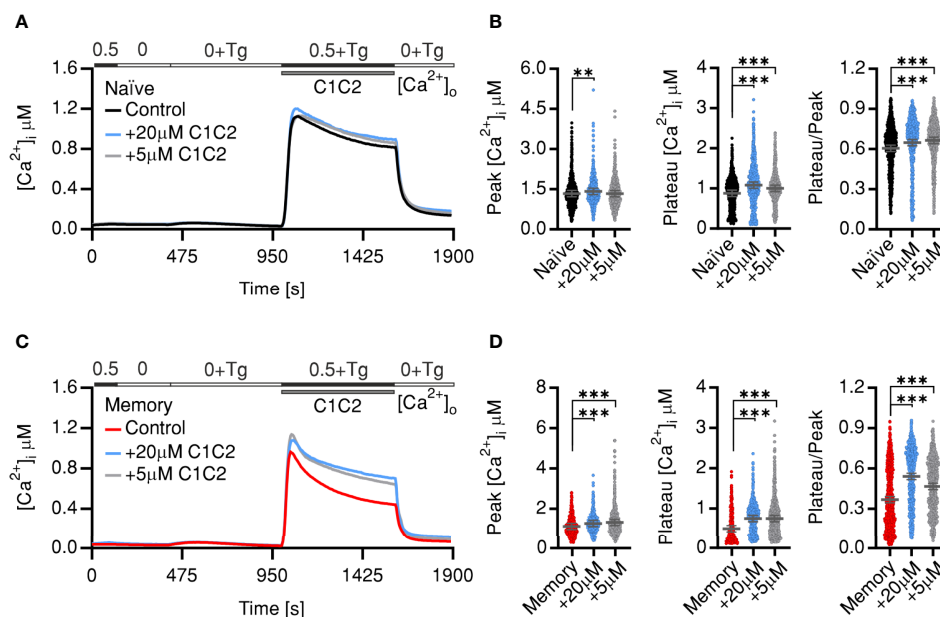 A
0.5 0 0+Tg 0.5+Tg 0+Tg
C1C2 [Ca²⁺]ₒ
Naïve
Control
+20μM C1C2
+5μM C1C2
[Ca²⁺]ᵢ μM
1.6
1.2
0.8
0.4
0.0
0 475 950 1425 1900
Time [s]
B
Peak [Ca²⁺]ᵢ μM
6.0
4.5
3.0
1.5
0.0
**
Naïve +20μM +5μM
Plateau [Ca²⁺]ᵢ μM
4
3
2
1
0
***
***
Naïve +20μM +5μM
Plateau/Peak
1.2
0.9
0.6
0.3
0.0
***
***
Naïve +20μM +5μM
C
0.5 0 0+Tg 0.5+Tg 0+Tg
C1C2 [Ca²⁺]ₒ
Memory
Control
+20μM C1C2
+5μM C1C2
[Ca²⁺]ᵢ μM
1.6
1.2
0.8
0.4
0.0
0 475 950 1425 1900
Time [s]
D
Peak [Ca²⁺]ᵢ μM
8
6
4
2
0
***
***
Memory +20μM +5μM
Plateau [Ca²⁺]ᵢ μM
4
3
2
1
0
***
***
Memory +20μM +5μM
Plateau/Peak
1.2
0.9
0.6
0.3
0.0
***
***
Memory +20μM +5μM